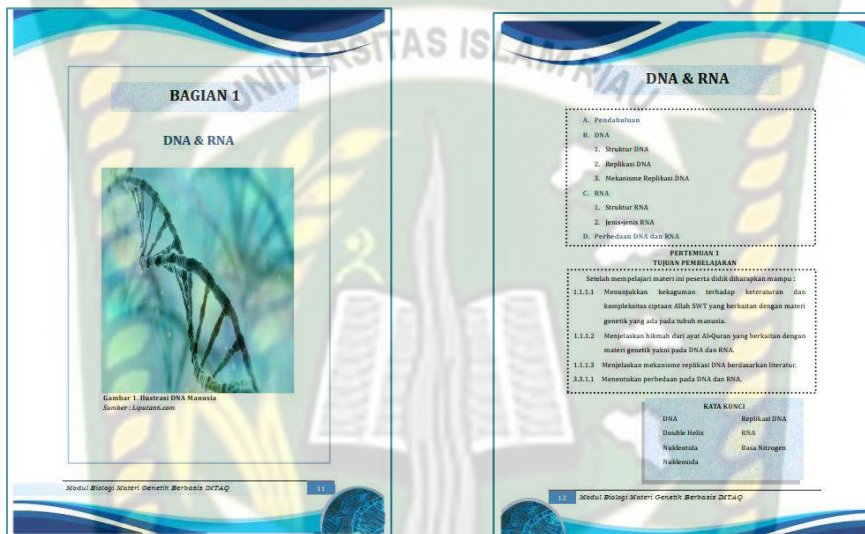 UNIVERSITAS ISLAM RIAU
BAGIAN 1
DNA & RNA
Gambar 1. Ilustrasi DNA Manusia
Sumber : Liputan6.com
Modul Biologi Materi Genetik Berbasis IMTAQ
11
DNA & RNA
A. Pendahuluan
B. DNA
1. Struktur DNA
2. Replikasi DNA
3. Mekanisme Replikasi DNA
C. RNA
1. Struktur RNA
2. Jenis-jenis RNA
D. Perbedaan DNA dan RNA
PERTEMUAN 1
TUJUAN PEMBELAJARAN
Setelah mempelajari materi ini peserta didik diharapkan mampu :
1.1.1.1 Menunjukkan kekaguman terhadap keteraturan dan
kompleksitas ciptaan Allah SWT yang berkaitan dengan materi
genetik yang ada pada tubuh manusia.
1.1.1.2 Menjelaskan hikmah dari ayat Al-Quran yang berkaitan dengan
materi genetik yakni pada DNA dan RNA.
1.1.1.3 Menjelaskan mekanisme replikasi DNA berdasarkan literatur.
3.3.1.1 Menentukan perbedaan pada DNA dan RNA.
KATA KUNCI
DNA Replikasi DNA
Double Helix RNA
Nukleotida Basa Nitrogen
Nukleosida
12 Modul Biologi Materi Genetik Berbasis IMTAQ